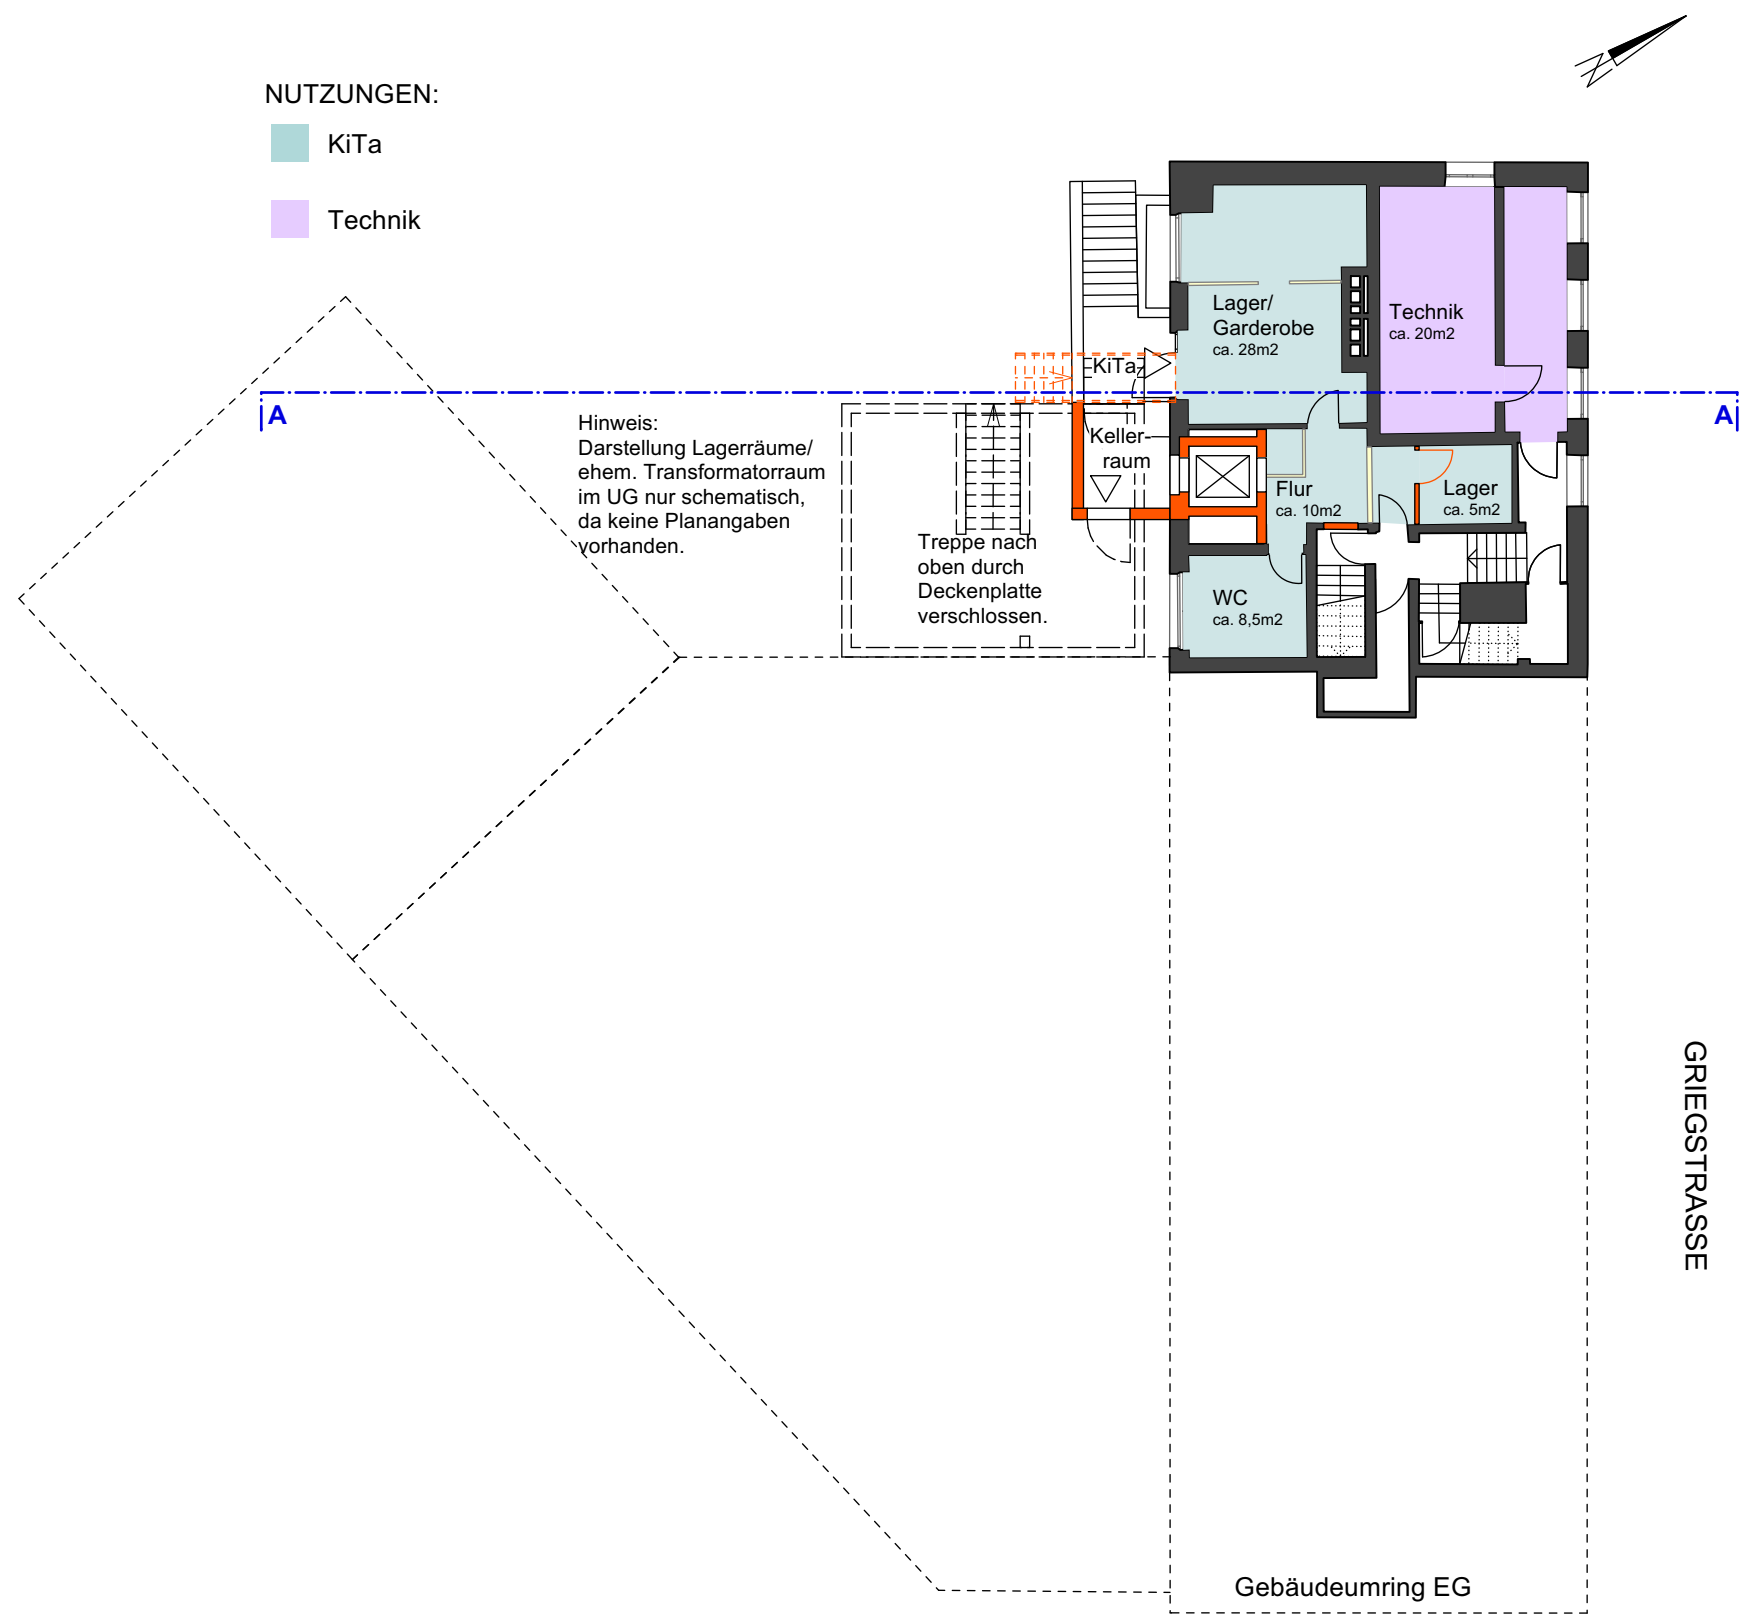 NUTZUNGEN:
KiTa
Technik
N
Lager/
Garderobe
ca. 28m2
Technik
ca. 20m2
KiTa
A
A
Hinweis:
Darstellung Lagerräume/
ehem. Transformatorraum
im UG nur schematisch,
da keine Planangaben
vorhanden.
Keller-
raum
Flur
ca. 10m2
Lager
ca. 5m2
Treppe nach
oben durch
Deckenplatte
verschlossen.
WC
ca. 8,5m2
GRIEGSTRASSE
Gebäudeumring EG